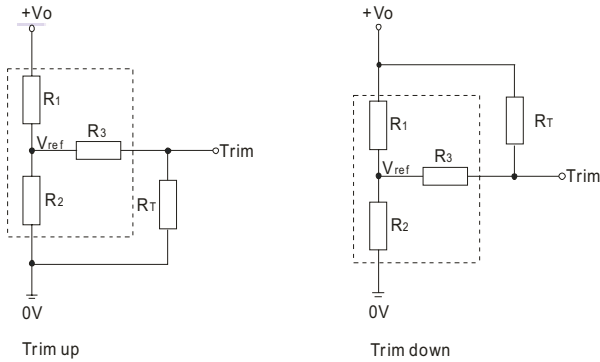 +Vo
R1
R3
Vref
Trim
R2
RT
0V
Trim up
+Vo
R1
RT
R3
Vref
Trim
R2
0V
Trim down